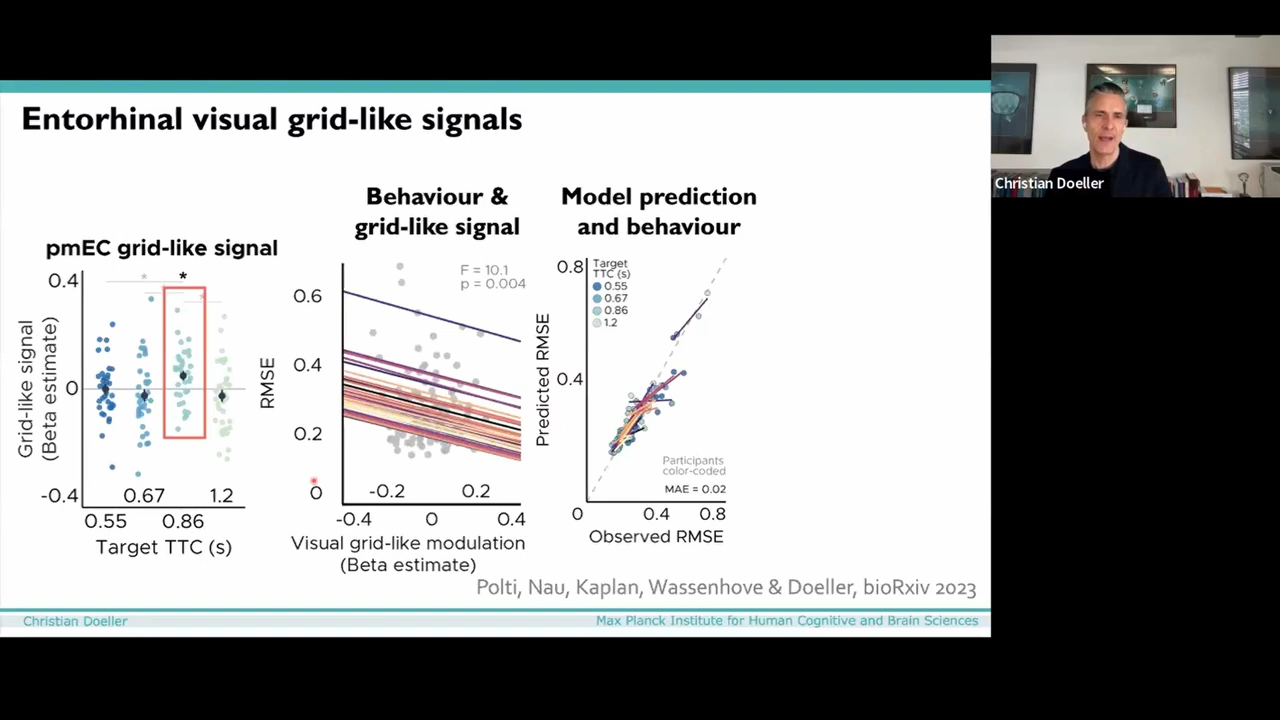 Entorhinal visual grid-like signals
Christian Doeller
pmEC grid-like signal
*
*
*
*
0.4
0
-0.4
Grid-like signal
(Beta estimate)
0.67
1.2
0.55
0.86
Target TTC (s)
Behaviour &
grid-like signal
F = 10.1
p = 0.004
0.6
0.4
0.2
0
RMSE
-0.2
0.2
-0.4
0
0.4
Visual grid-like modulation
(Beta estimate)
Model prediction
and behaviour
0.8
0.4
Target
TTC (s)
0.55
0.67
0.86
1.2
Predicted RMSE
Participants
color-coded
MAE = 0.02
0
0.4
0.8
Observed RMSE
Polti, Nau, Kaplan, Wassenhove & Doeller, bioRxiv 2023
Christian Doeller
Max Planck Institute for Human Cognitive and Brain Sciences